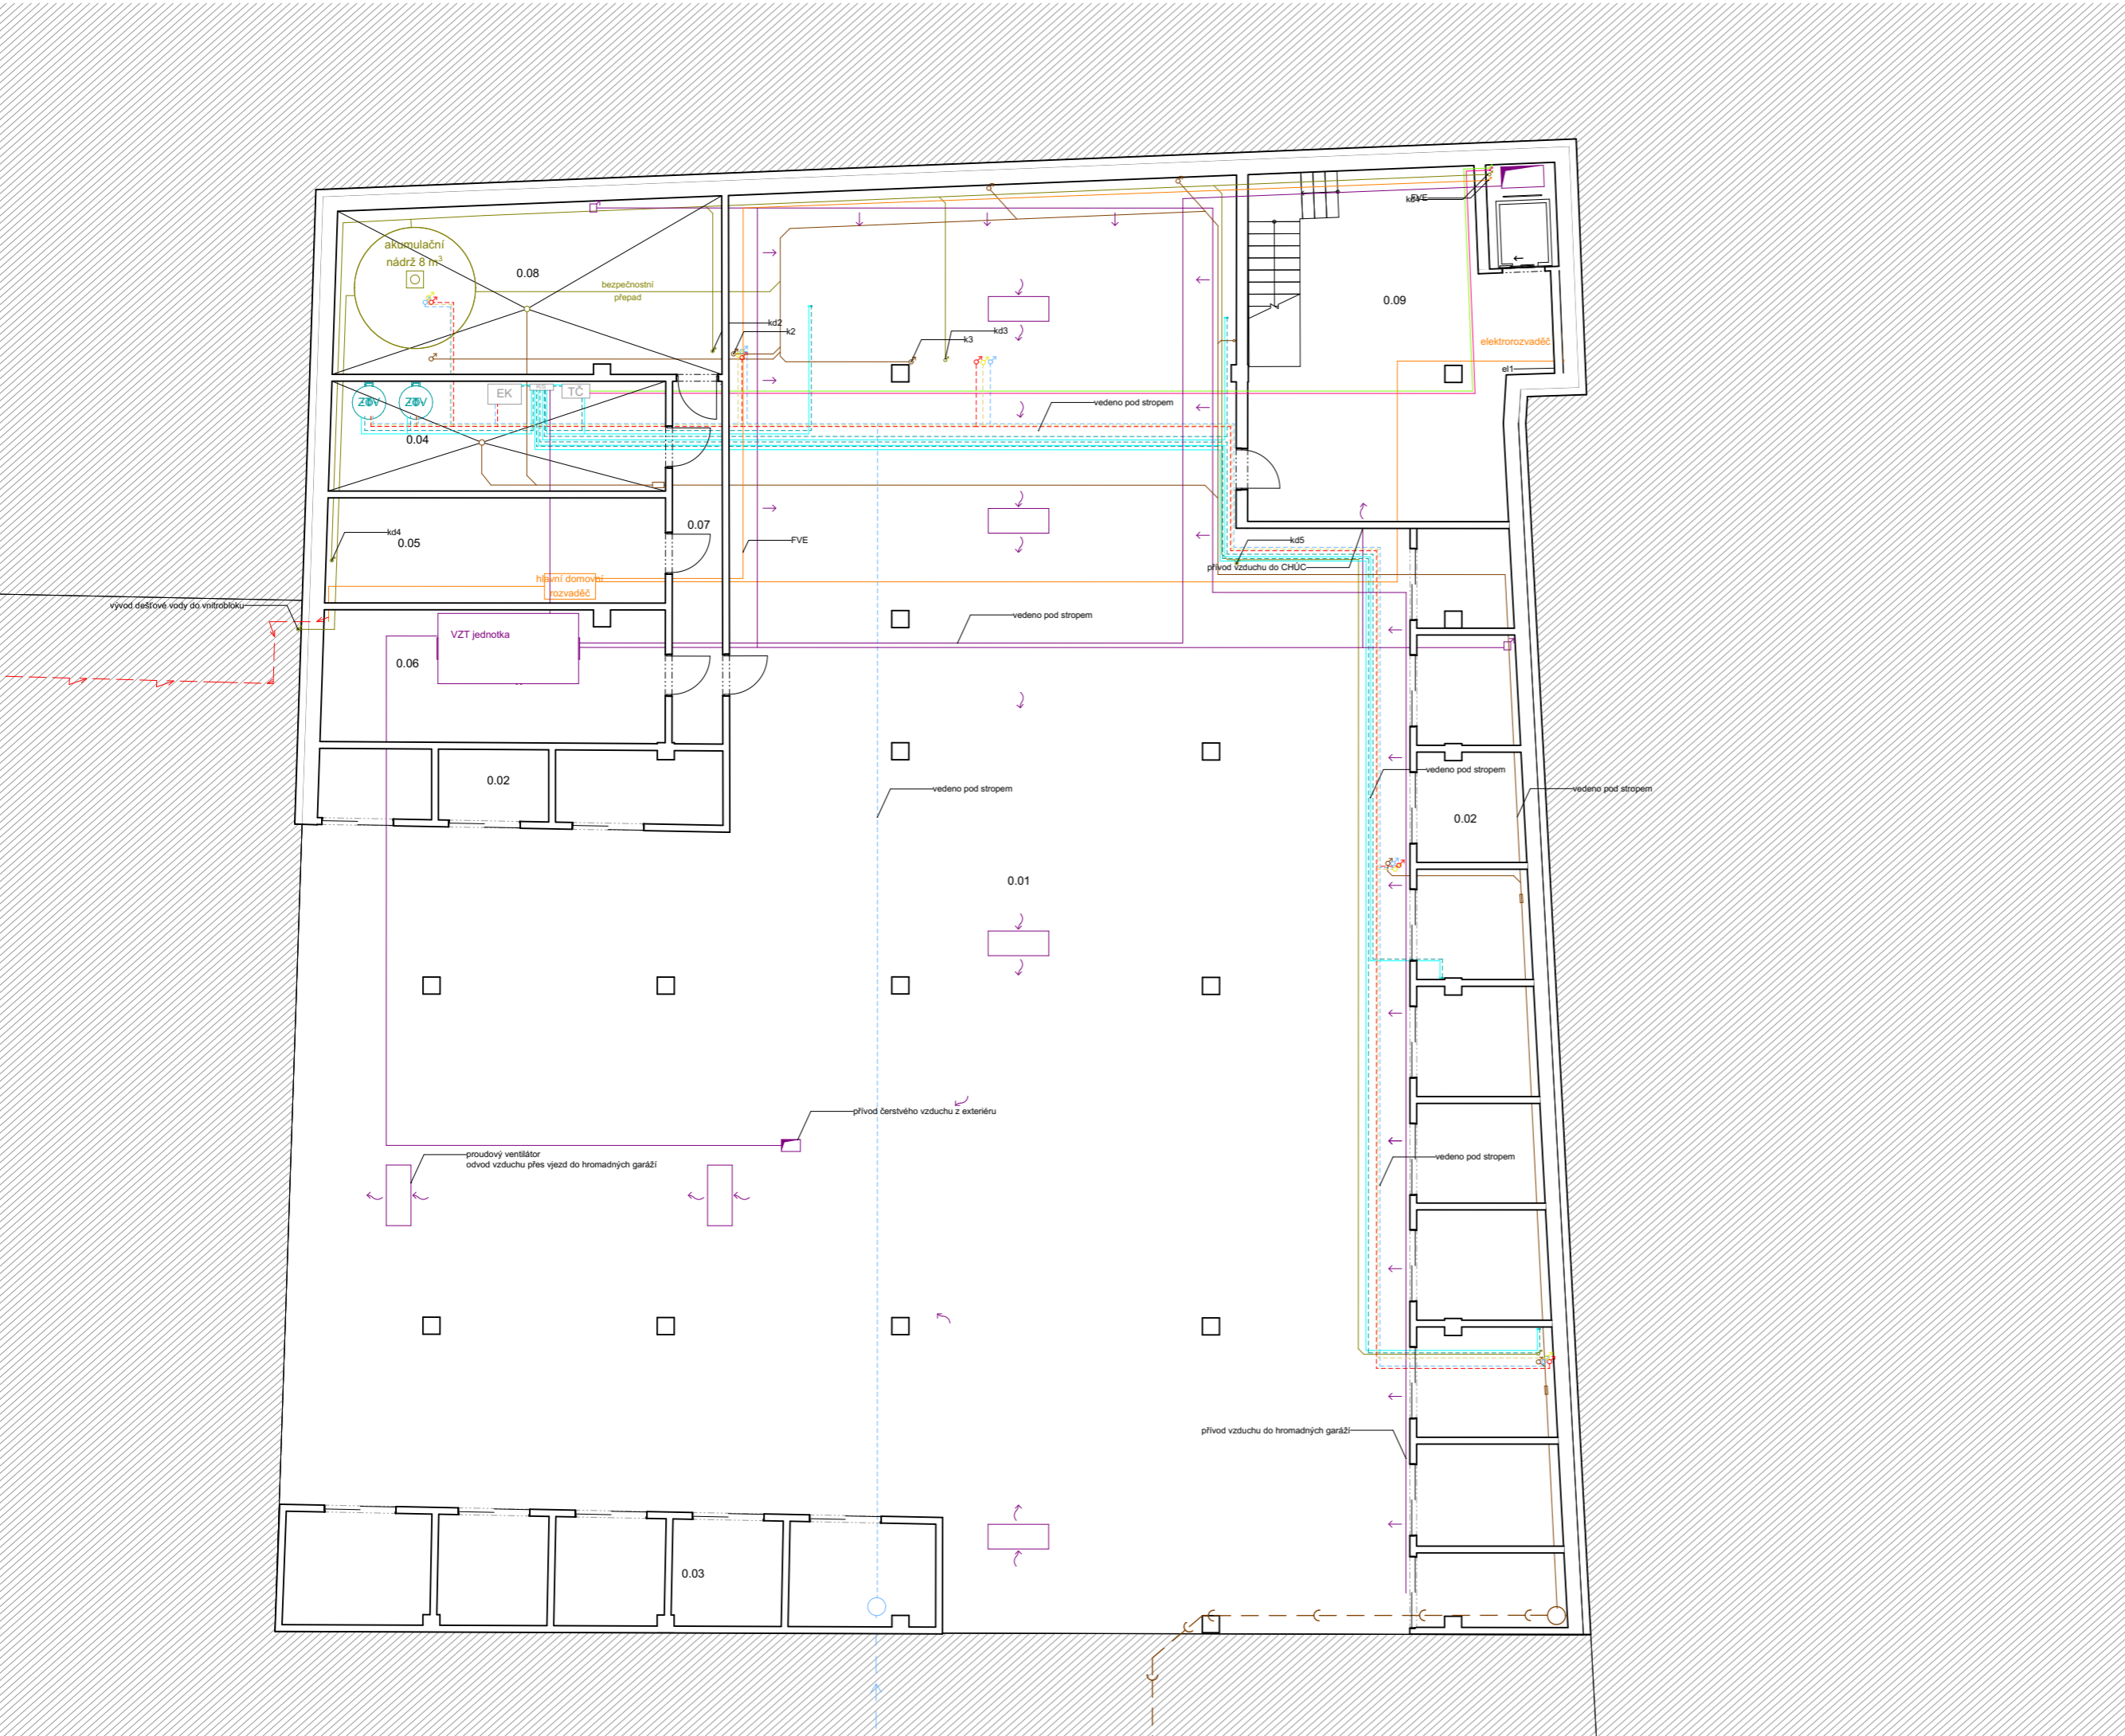 FVE
akumulační
nádrž 8 m³
0.08
bezpečnostní
přepad
0.09
kd2
k2
kd3
k3
elektrorozvaděč
el1
EK
TČ
0.04
vedeno pod stropem
0.07
kd4
0.05
FVE
kd5
přívod vzduchu do CHÚC
hlavní domovní
rozvaděč
vývod dešťové vody do vnitrobloku
vedeno pod stropem
VZT jednotka
0.06
vedeno pod stropem
0.02
vedeno pod stropem
vedeno pod stropem
0.02
0.01
přívod čerstvého vzduchu z exteriéru
proudový ventilátor
odvod vzduchu přes vjezd do hromadných garáží
vedeno pod stropem
přívod vzduchu do hromadných garáží
0.03